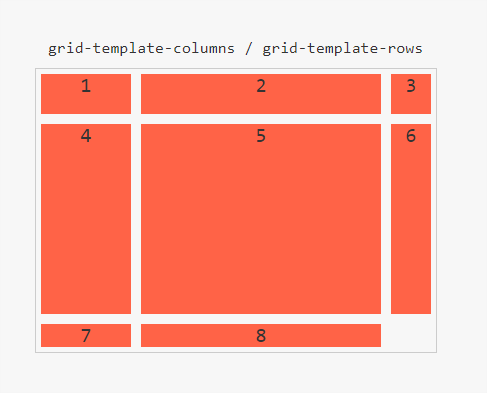 grid-template-columns / grid-template-rows
1 2 3
4 5 6
7 8